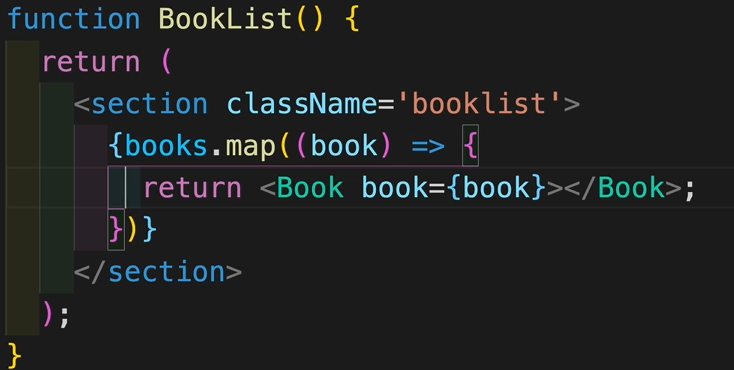 function BookList() {
return (
<section className='booklist'>
{books.map((book) => {
return <Book book={book}></Book>;
})}
</section>
);
}